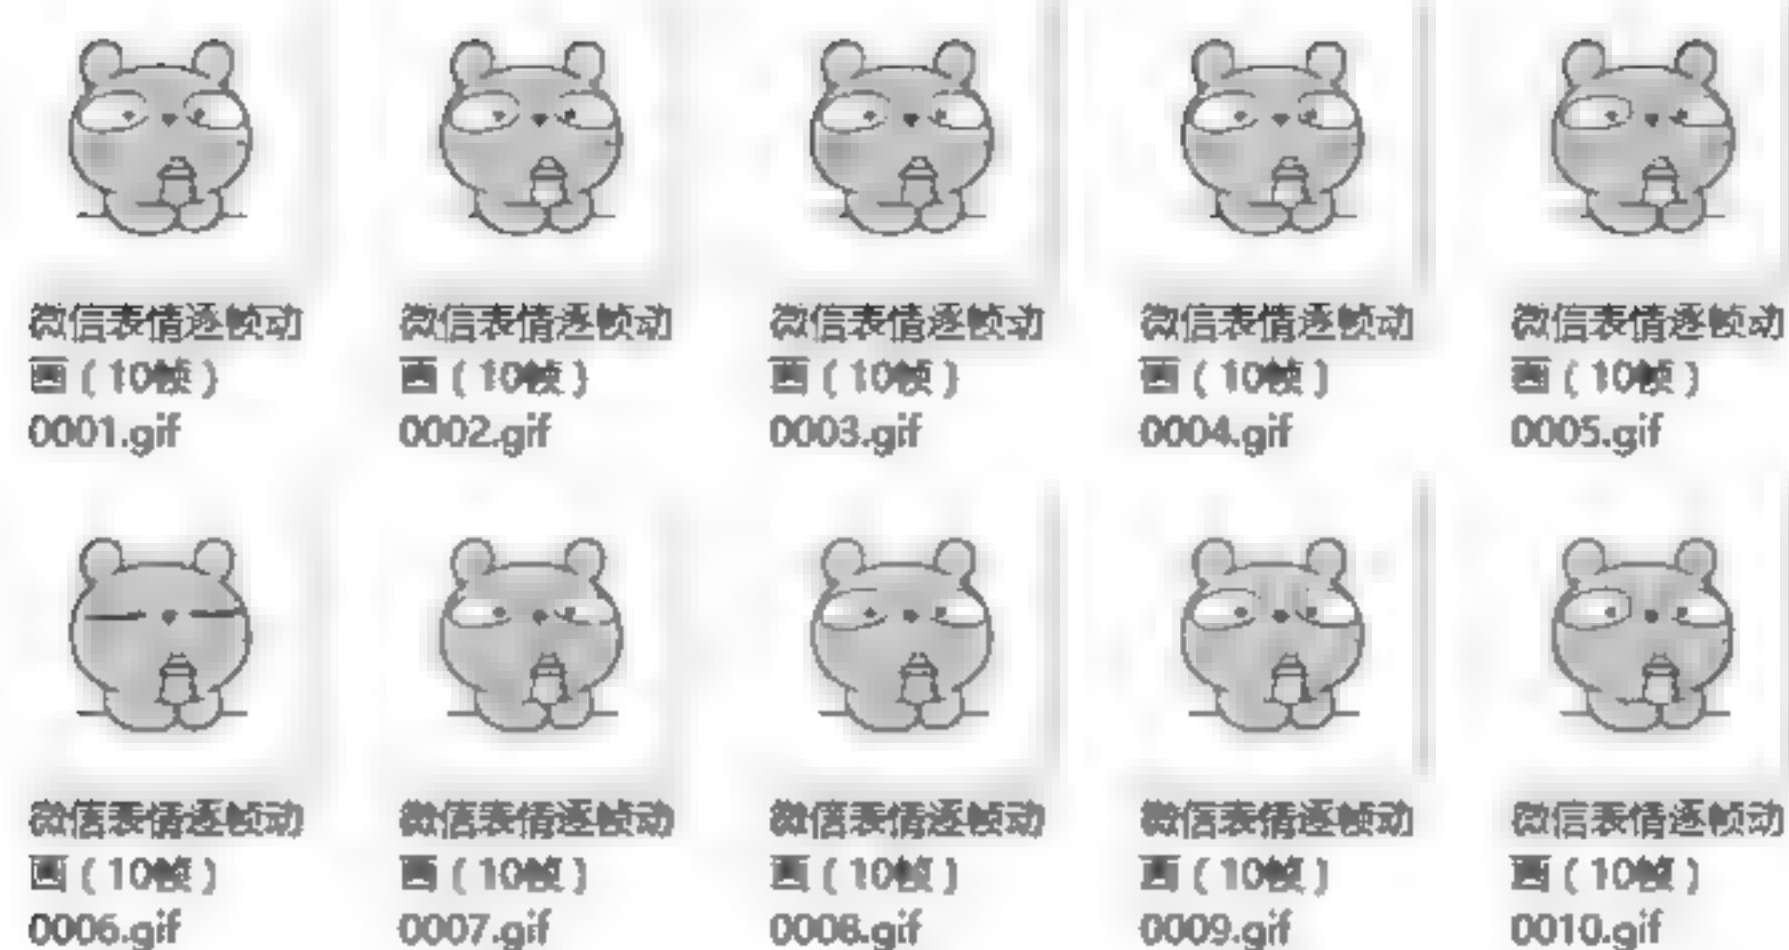 微信表情逐帧动
画（10帧）
0001.gif
微信表情逐帧动
画（10帧）
0002.gif
微信表情逐帧动
画（10帧）
0003.gif
微信表情逐帧动
画（10帧）
0004.gif
微信表情逐帧动
画（10帧）
0005.gif
微信表情逐帧动
画（10帧）
0006.gif
微信表情逐帧动
画（10帧）
0007.gif
微信表情逐帧动
画（10帧）
0008.gif
微信表情逐帧动
画（10帧）
0009.gif
微信表情逐帧动
画（10帧）
0010.gif